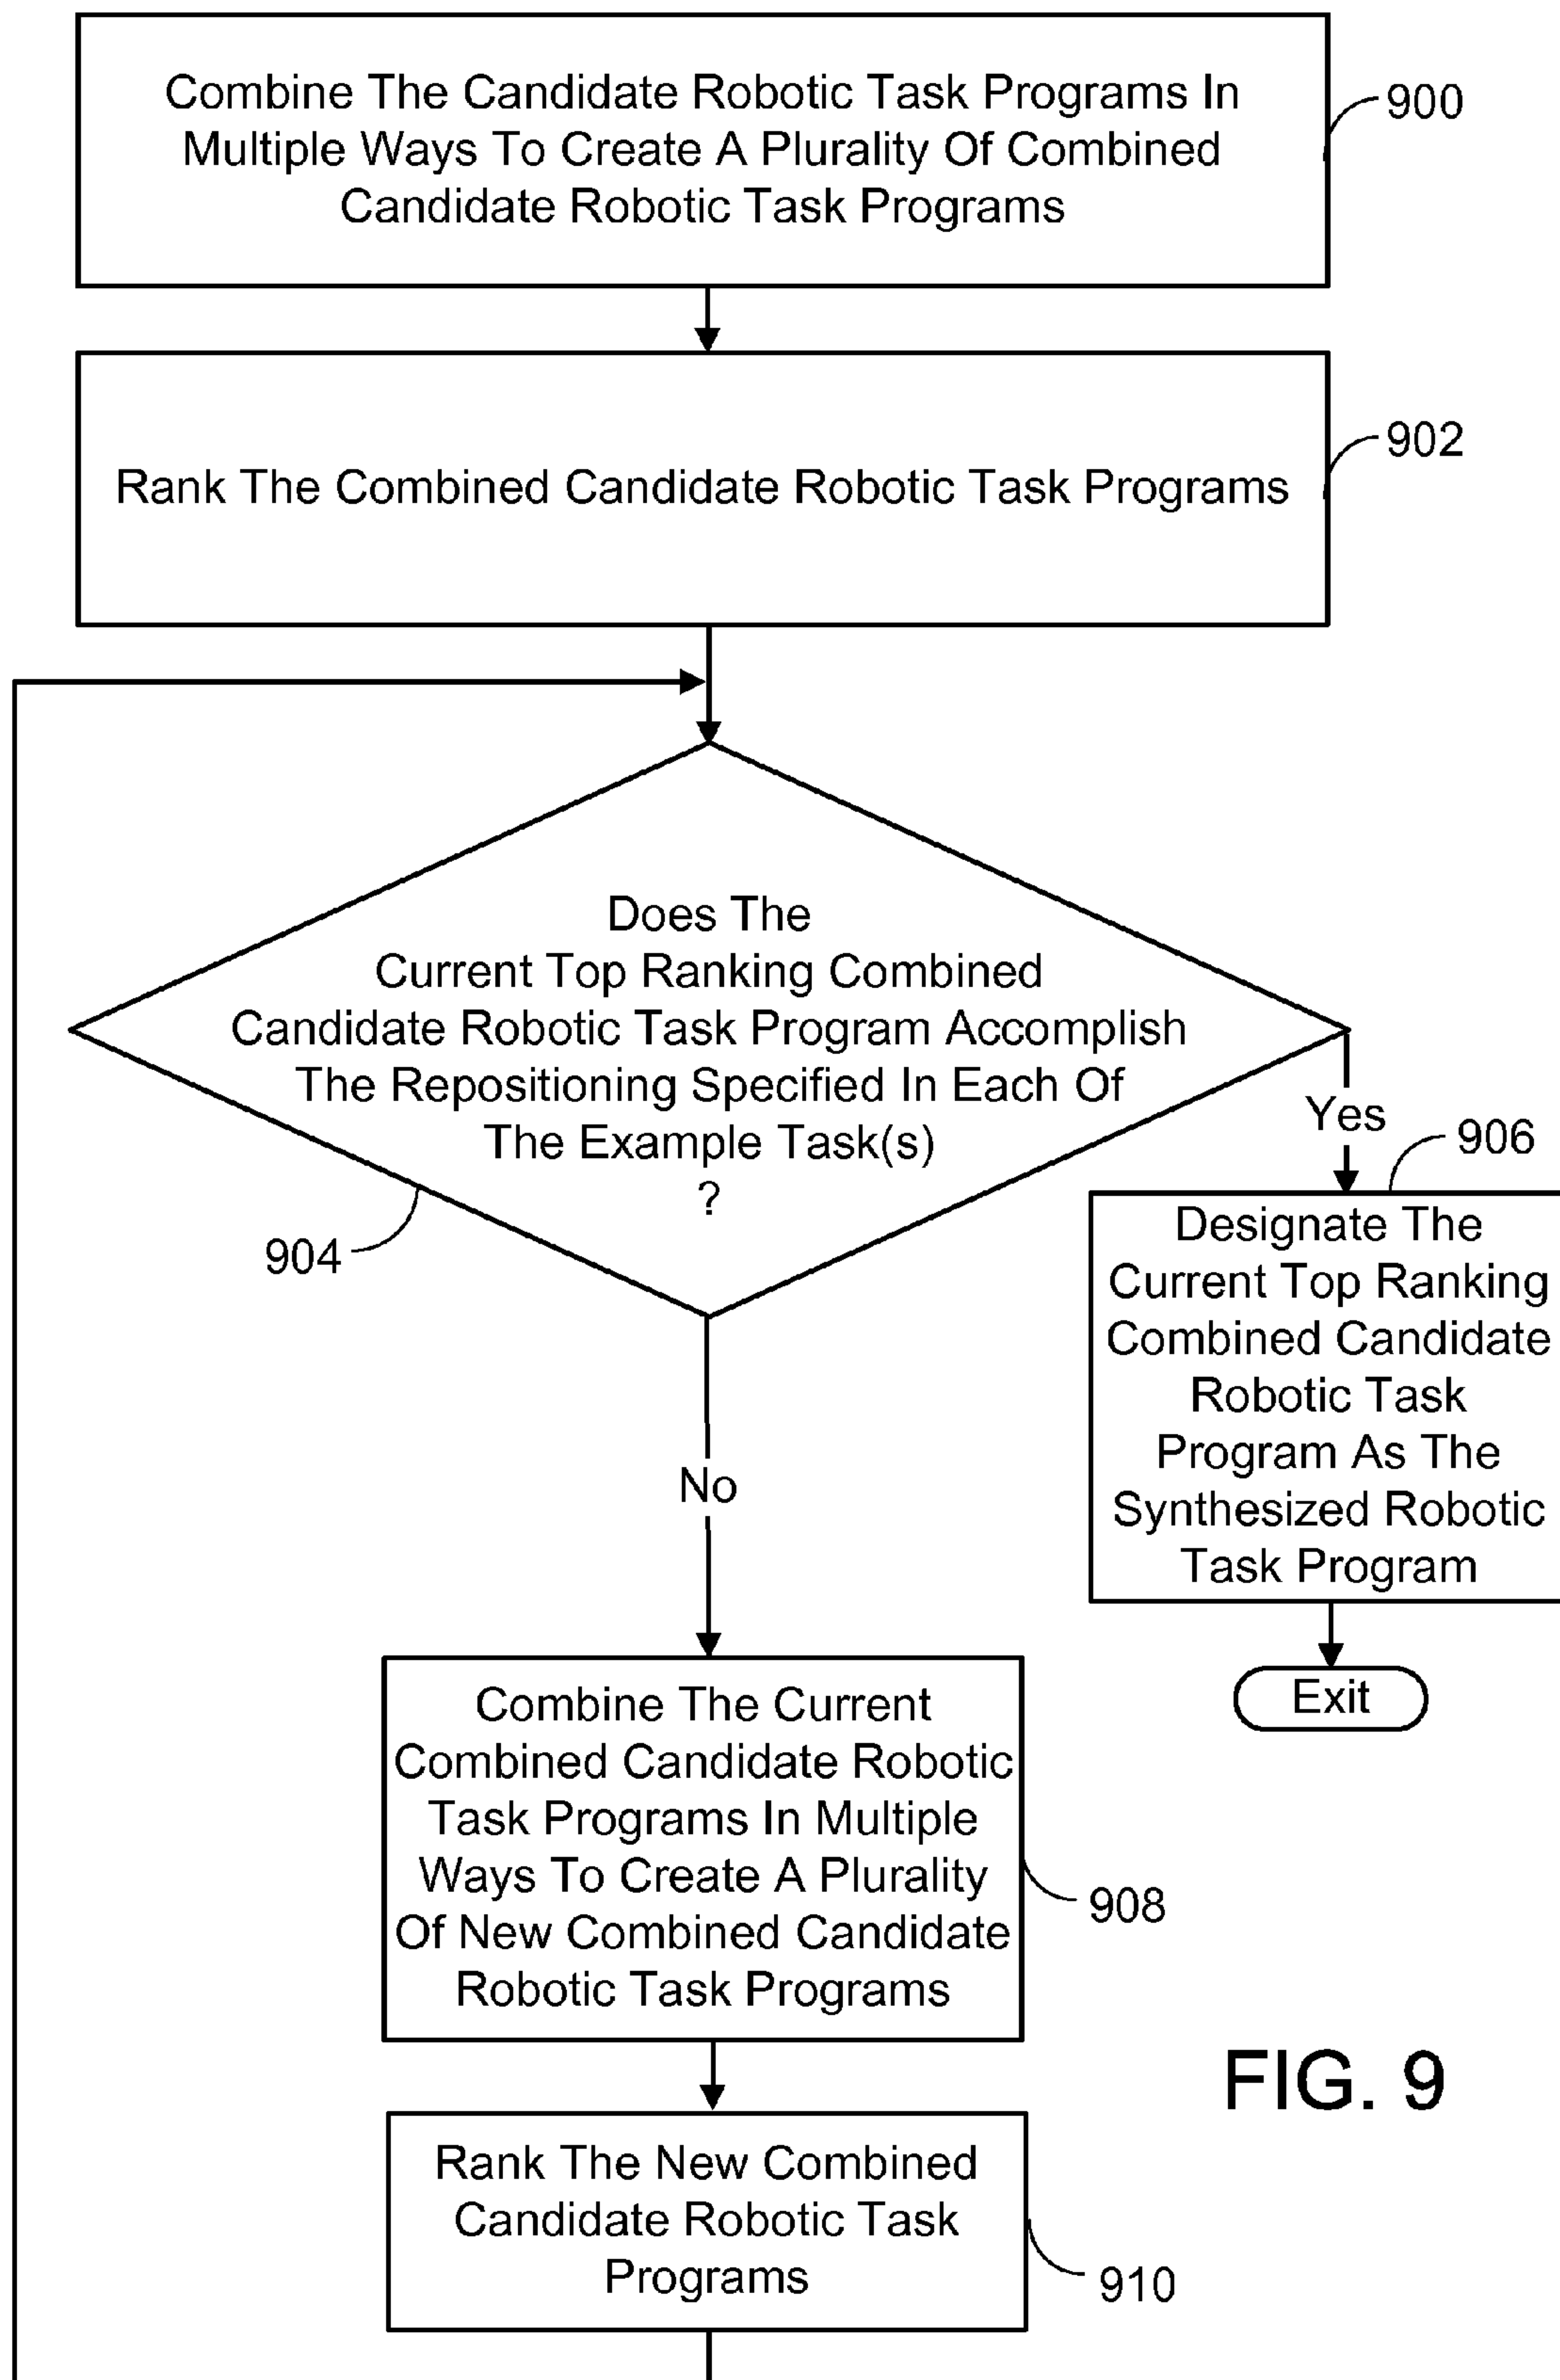 Combine The Candidate Robotic Task Programs In
Multiple Ways To Create A Plurality Of Combined
Candidate Robotic Task Programs
900
Rank The Combined Candidate Robotic Task Programs
902
Does The
Current Top Ranking Combined
Candidate Robotic Task Program Accomplish
The Repositioning Specified In Each Of
The Example Task(s)
?
904
Yes
906
Designate The
Current Top Ranking
Combined Candidate
Robotic Task
Program As The
Synthesized Robotic
Task Program
Exit
No
Combine The Current
Combined Candidate Robotic
Task Programs In Multiple
Ways To Create A Plurality
Of New Combined Candidate
Robotic Task Programs
908
Rank The New Combined
Candidate Robotic Task
Programs
910
FIG. 9